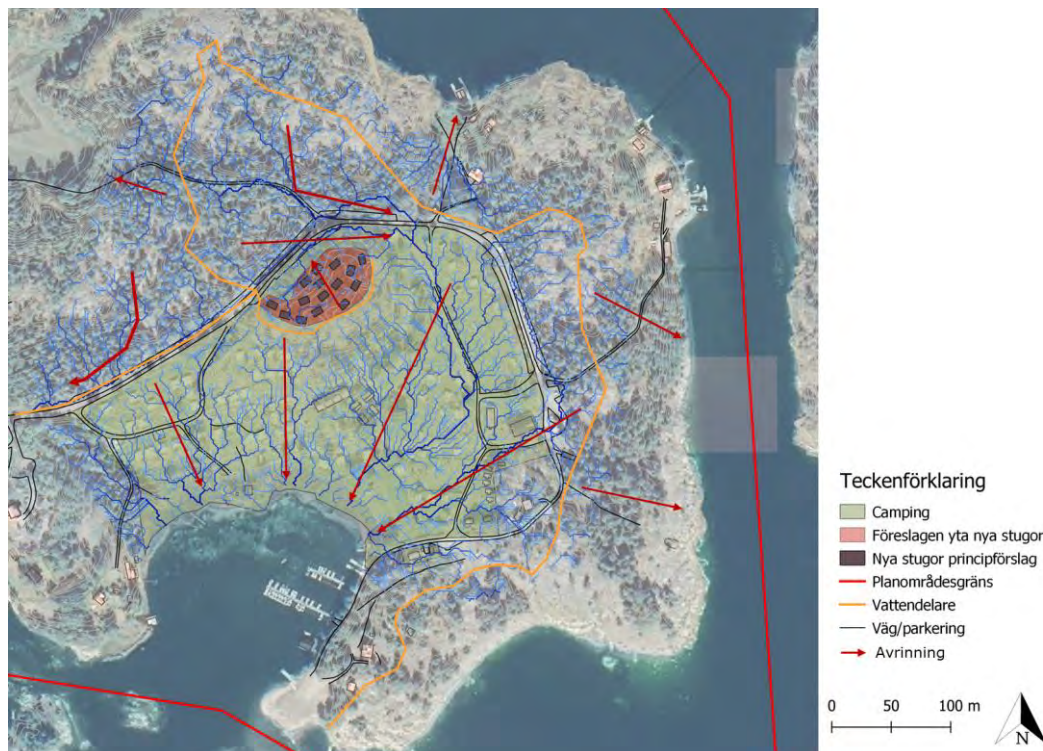 Teckenförklaring
Camping
Föreslagen yta nya stugor
Nya stugor principförslag
Planområdesgräns
Vattendelare
Väg/parkering
Avrinning
0 50 100 m
N